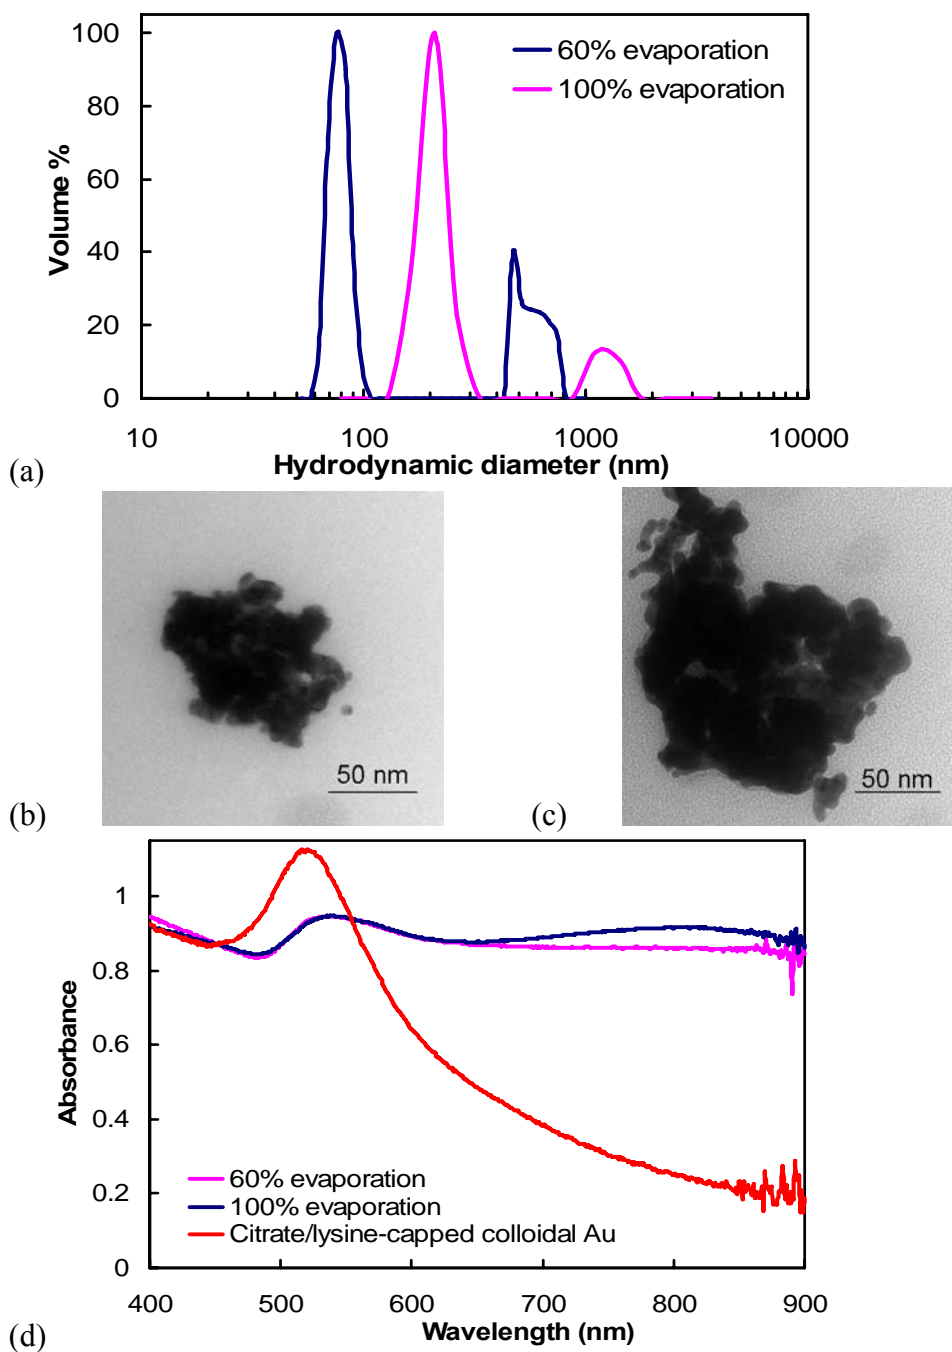 100
80
60
40
20
0
Volume %
60% evaporation
100% evaporation
10 100 1000 10000
Hydrodynamic diameter (nm)
(a)
50 nm
(b)
50 nm
(c)
1
0.8
0.6
0.4
0.2
0
Absorbance
60% evaporation
100% evaporation
Citrate/lysine-capped colloidal Au
400 500 600 700 800 900
Wavelength (nm)
(d)